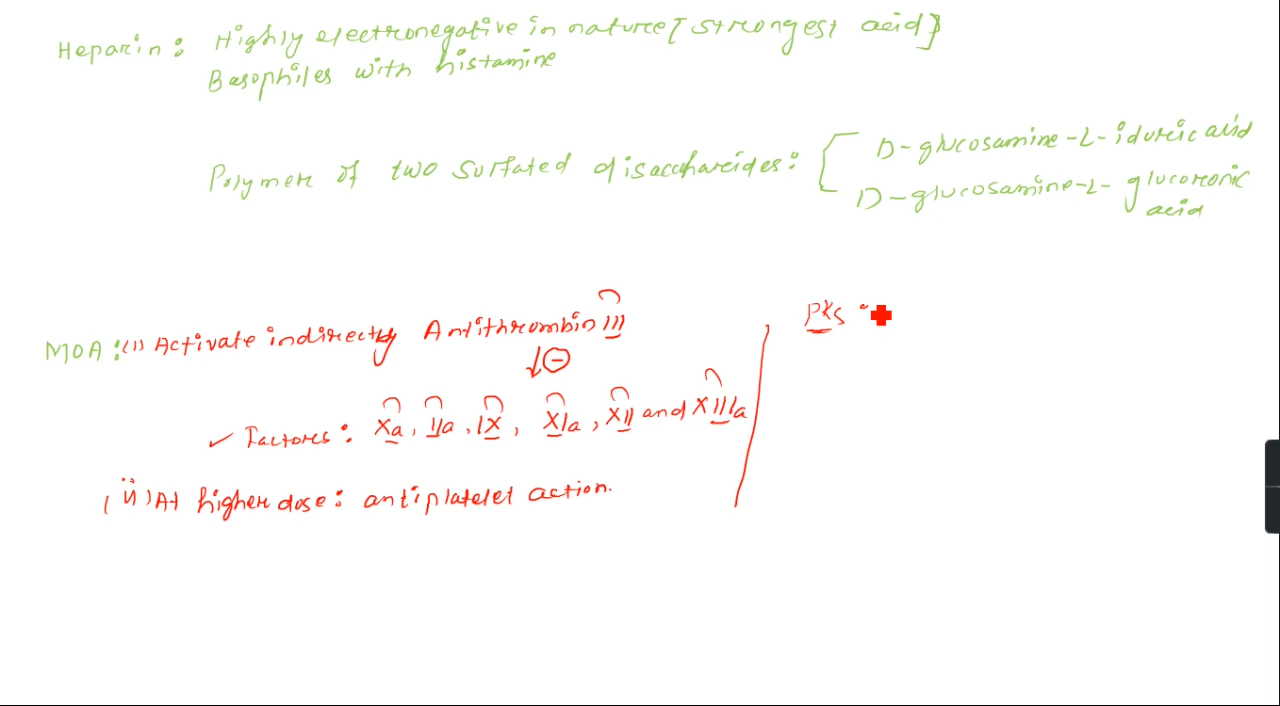 Heparin: Highly electronegative in nature [strongest acid]
Basophiles with histamine
Polymer of two Sulfated disaccharides: D-glucosamine-L-iduric acid
D-glucosamine-L-glucoronic acid
MOA: (i) Activate indirectly Antithrombin III
↓⊖
✓ Factores: Xa, IIa, IX, XIa, XII and XIIIa
(ii) At higher dose: antiplatelet action.
PKs: